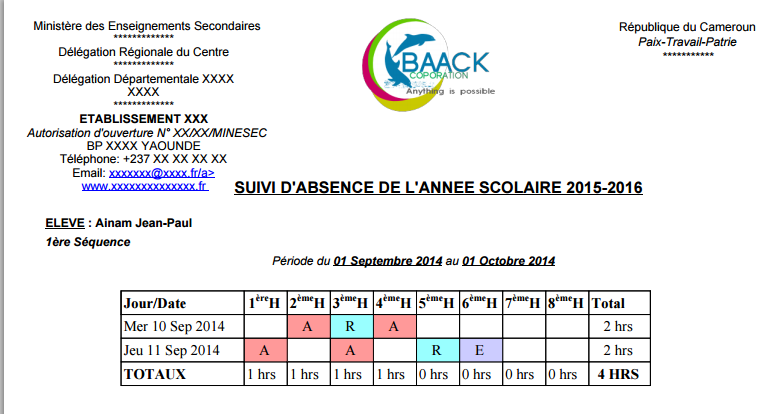 Ministère des Enseignements Secondaires
*************
Délégation Régionale du Centre
*************
Délégation Départementale XXXX
XXXX
*************
ETABLISSEMENT XXX
Autorisation d'ouverture N° XX/XX/MINESEC
BP XXXX YAOUNDE
Téléphone: +237 XX XX XX XX
Email: xxxxxxx@xxxx.fr/a>
www.xxxxxxxxxxxxxx.fr
BAACK
COPORATION
Anything is possible
République du Cameroun
Paix-Travail-Patrie
***********
SUIVI D'ABSENCE DE L'ANNEE SCOLAIRE 2015-2016
ELEVE : Ainam Jean-Paul
1ère Séquence
Période du 01 Septembre 2014 au 01 Octobre 2014
Jour/Date 1èreH 2èmeH 3èmeH 4èmeH 5èmeH 6èmeH 7èmeH 8èmeH Total
Mer 10 Sep 2014 A R A 2 hrs
Jeu 11 Sep 2014 A A R E 2 hrs
TOTAUX 1 hrs 1 hrs 1 hrs 1 hrs 0 hrs 0 hrs 0 hrs 0 hrs 4 HRS